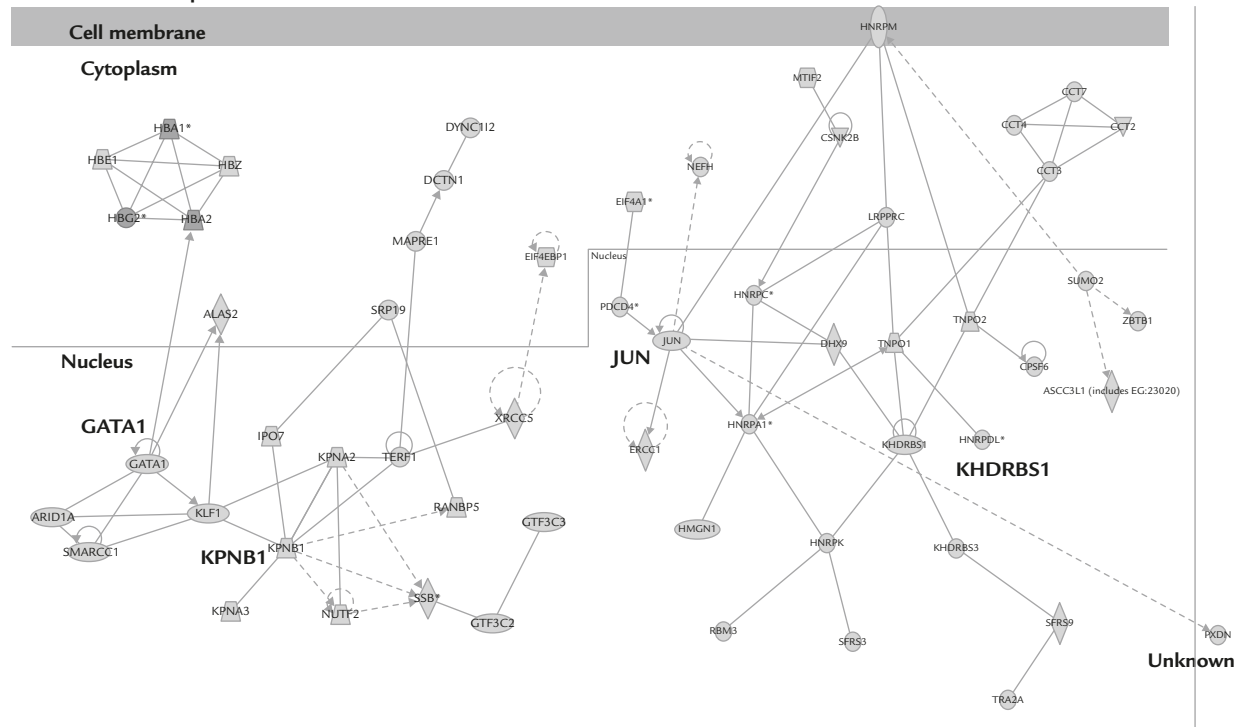 HNRPM
Cell membrane
Cytoplasm
MTIF2
CCT7
HBA1*
DYNC1I2
CSNK2B
CCT4
CCT2
HBE1
HBZ
NEFH
CCT3
DCTN1
EIF4A1*
HBG2*
HBA2
LRPPRC
MAPRE1
EIF4EBP1
Nucleus
SUMO2
HNRPC*
ALAS2
SRP19
PDCD4*
TNPO2
ZBTB1
JUN
DHX9
TNPO1
Nucleus
JUN
CPSF6
ASCC3L1 (includes EG:23020)
GATA1
XRCC5
HNRPA1*
IPO7
HNRPDL*
GATA1
KPNA2
TERF1
ERCC1
KHDRBS1
KHDRBS1
RANBP5
ARID1A
KLF1
GTF3C3
HMGN1
SMARCC1
KPNB1
KPNB1
HNRPK
KHDRBS3
SSB*
KPNA3
NUTF2
GTF3C2
RBM3
SFRS3
SFRS9
PXDN
Unknown
TRA2A